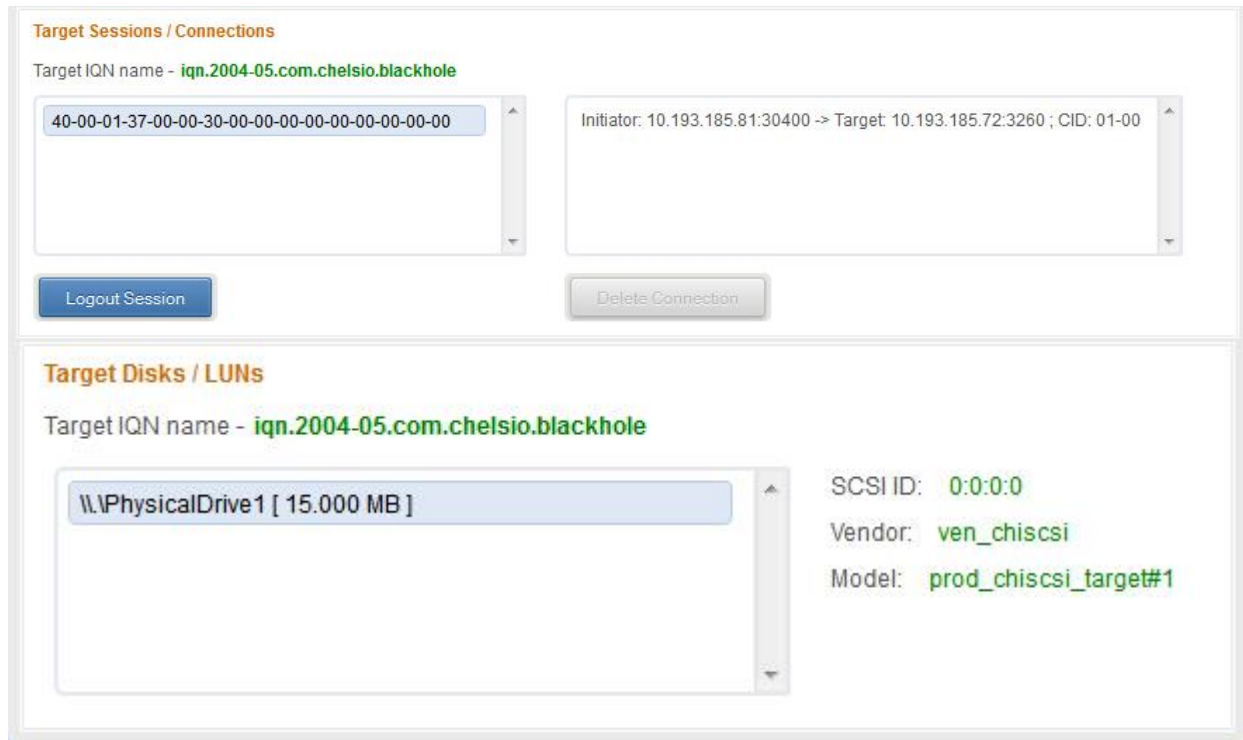 Target Sessions / Connections
Target IQN name - iqn.2004-05.com.chelsio.blackhole
40-00-01-37-00-00-30-00-00-00-00-00-00-00-00-00
Initiator: 10.193.185.81:30400 -> Target: 10.193.185.72:3260 ; CID: 01-00
Logout Session
Delete Connection
Target Disks / LUNs
Target IQN name - iqn.2004-05.com.chelsio.blackhole
\\.\PhysicalDrive1 [ 15.000 MB ]
SCSI ID: 0:0:0:0
Vendor: ven_chiscsi
Model: prod_chiscsi_target#1